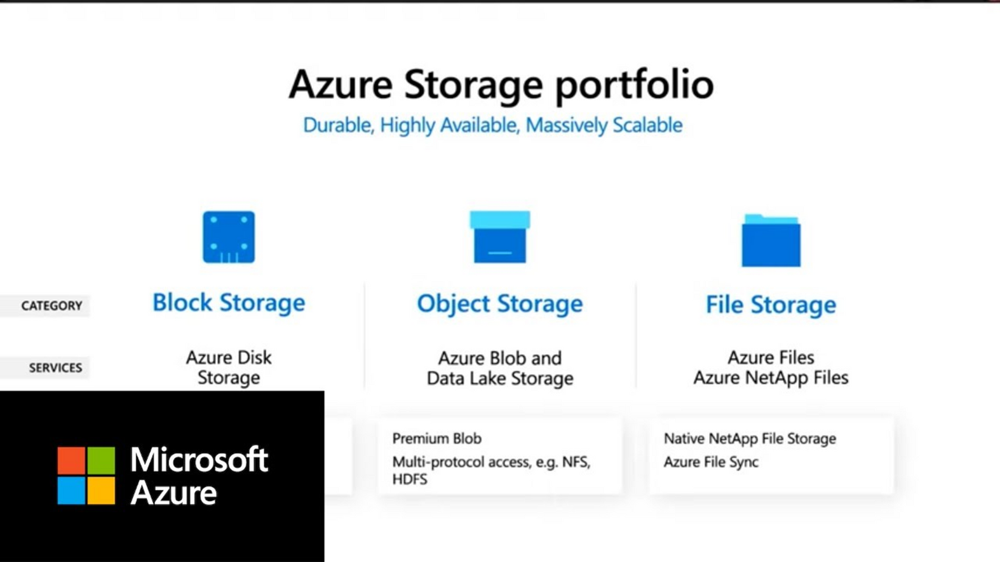 Azure Storage portfolio
Durable, Highly Available, Massively Scalable
CATEGORY
Block Storage
Object Storage
File Storage
SERVICES
Azure Disk
Storage
Azure Blob and
Data Lake Storage
Azure Files
Azure NetApp Files
Premium Blob
Multi-protocol access, e.g. NFS,
HDFS
Native NetApp File Storage
Azure File Sync
Microsoft
Azure